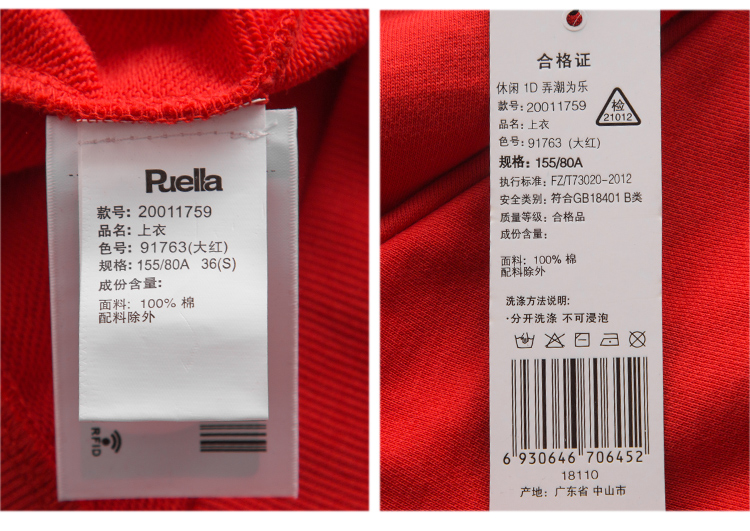 Puella
款号: 20011759
品名: 上衣
色号: 91763(大红)
规格: 155/80A 36(S)
成份含量:
面料: 100% 棉
配料除外
RFID
合格证
休闲 1D 弄潮为乐
款号: 20011759
品名: 上衣
色号: 91763 (大红)
检
21012
规格: 155/80A
执行标准: FZ/T73020-2012
安全类别: 符合GB18401 B类
质量等级: 合格品
成份含量:
面料: 100% 棉
配料除外
洗涤方法说明:
·分开洗涤 不可浸泡
6 930646 706452
18110
产地: 广东省 中山市